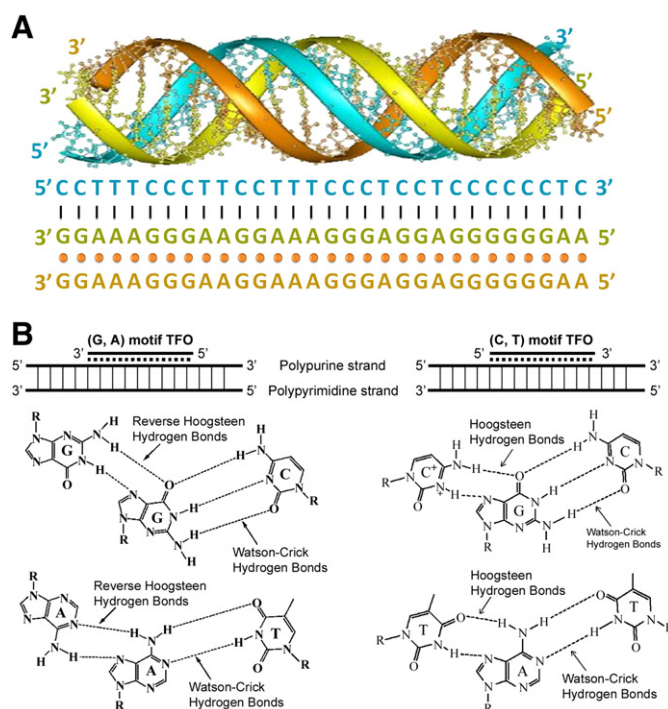 A
3’
3’
3’
5’
5’
5’
5’ CCTTTCCCTTCCTTTCCCTCCTCCCCCCTC 3’
3’ GGAAAGGGAAGGAAAGGGAGGAGGGGGGAA 5’
3’ GGAAAGGGAAGGAAAGGGAGGAGGGGGGAA 5’
B
(G, A) motif TFO
3’ 5’
5’ 3’
3’ 5’
Polypurine strand
Polypyrimidine strand
(C, T) motif TFO
5’ 3’
5’ 3’
3’ 5’
R
N
N
G
N
N
O
H
H
H
Reverse Hoogsteen
Hydrogen Bonds
O
N
N
G
N
N
R
H
N
H
H
H
N
H
C
N
N
O
R
Watson-Crick
Hydrogen Bonds
R
N
N
A
N
N
N
H
H
Reverse Hoogsteen
Hydrogen Bonds
H
N
H
N
N
A
N
N
R
O
H
N
T
N
O
R
Watson-Crick
Hydrogen Bonds
H
N
H
C⁺
R
N
N
+
H
O
Hoogsteen
Hydrogen Bonds
O
N
N
G
N
N
R
H
N
H
H
H
N
H
C
N
N
O
R
Watson-Crick
Hydrogen Bonds
T
O
R
N
N
H
O
Hoogsteen
Hydrogen Bonds
H
N
H
N
N
A
N
N
R
O
H
N
T
N
O
R
Watson-Crick
Hydrogen Bonds